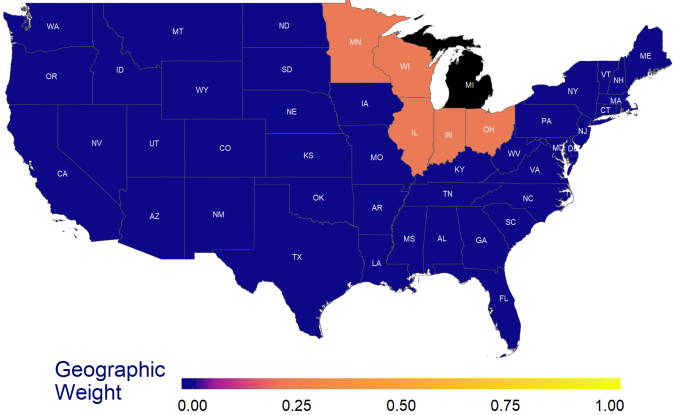 WA
MT
ND
MN
ME
OR
ID
SD
WI
VT
NH
WY
MI
NY
MA
CT
IA
NE
PA
NJ
NV
UT
CO
IL
IN
OH
MD
DE
KS
MO
WV
KY
VA
CA
OK
TN
NC
AZ
NM
AR
SC
MS
AL
GA
TX
LA
FL
Geographic
Weight
0.00 0.25 0.50 0.75 1.00